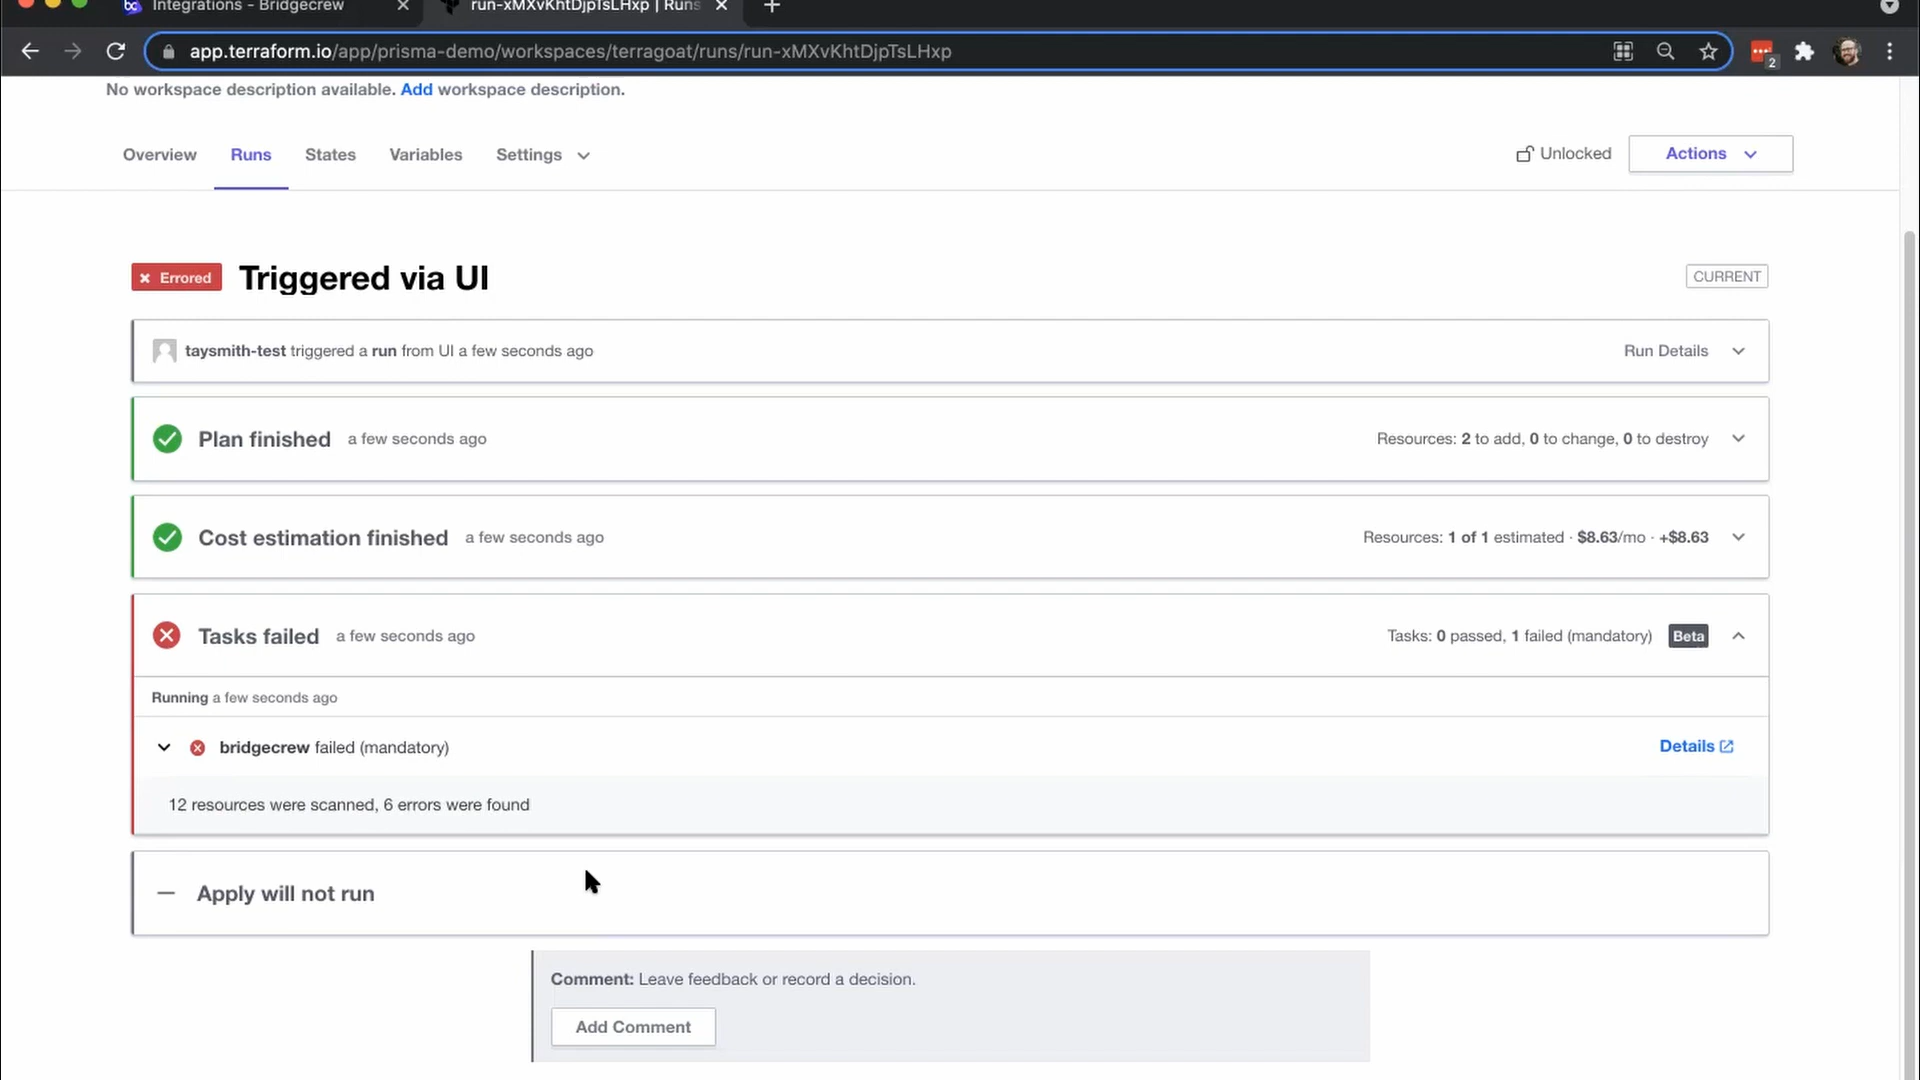 Integrations - Bridgecrew
run-xMXvKhtDjpTsLHxp | Runs
app.terraform.io/app/prisma-demo/workspaces/terragoat/runs/run-xMXvKhtDjpTsLHxp
2
No workspace description available. Add workspace description.
Overview Runs States Variables Settings Unlocked Actions
Errored Triggered via UI CURRENT
taysmith-test triggered a run from UI a few seconds ago Run Details
Plan finished a few seconds ago Resources: 2 to add, 0 to change, 0 to destroy
Cost estimation finished a few seconds ago Resources: 1 of 1 estimated · $8.63/mo · +$8.63
Tasks failed a few seconds ago Tasks: 0 passed, 1 failed (mandatory) Beta
Running a few seconds ago
bridgecrew failed (mandatory) Details
12 resources were scanned, 6 errors were found
Apply will not run
Comment: Leave feedback or record a decision.
Add Comment